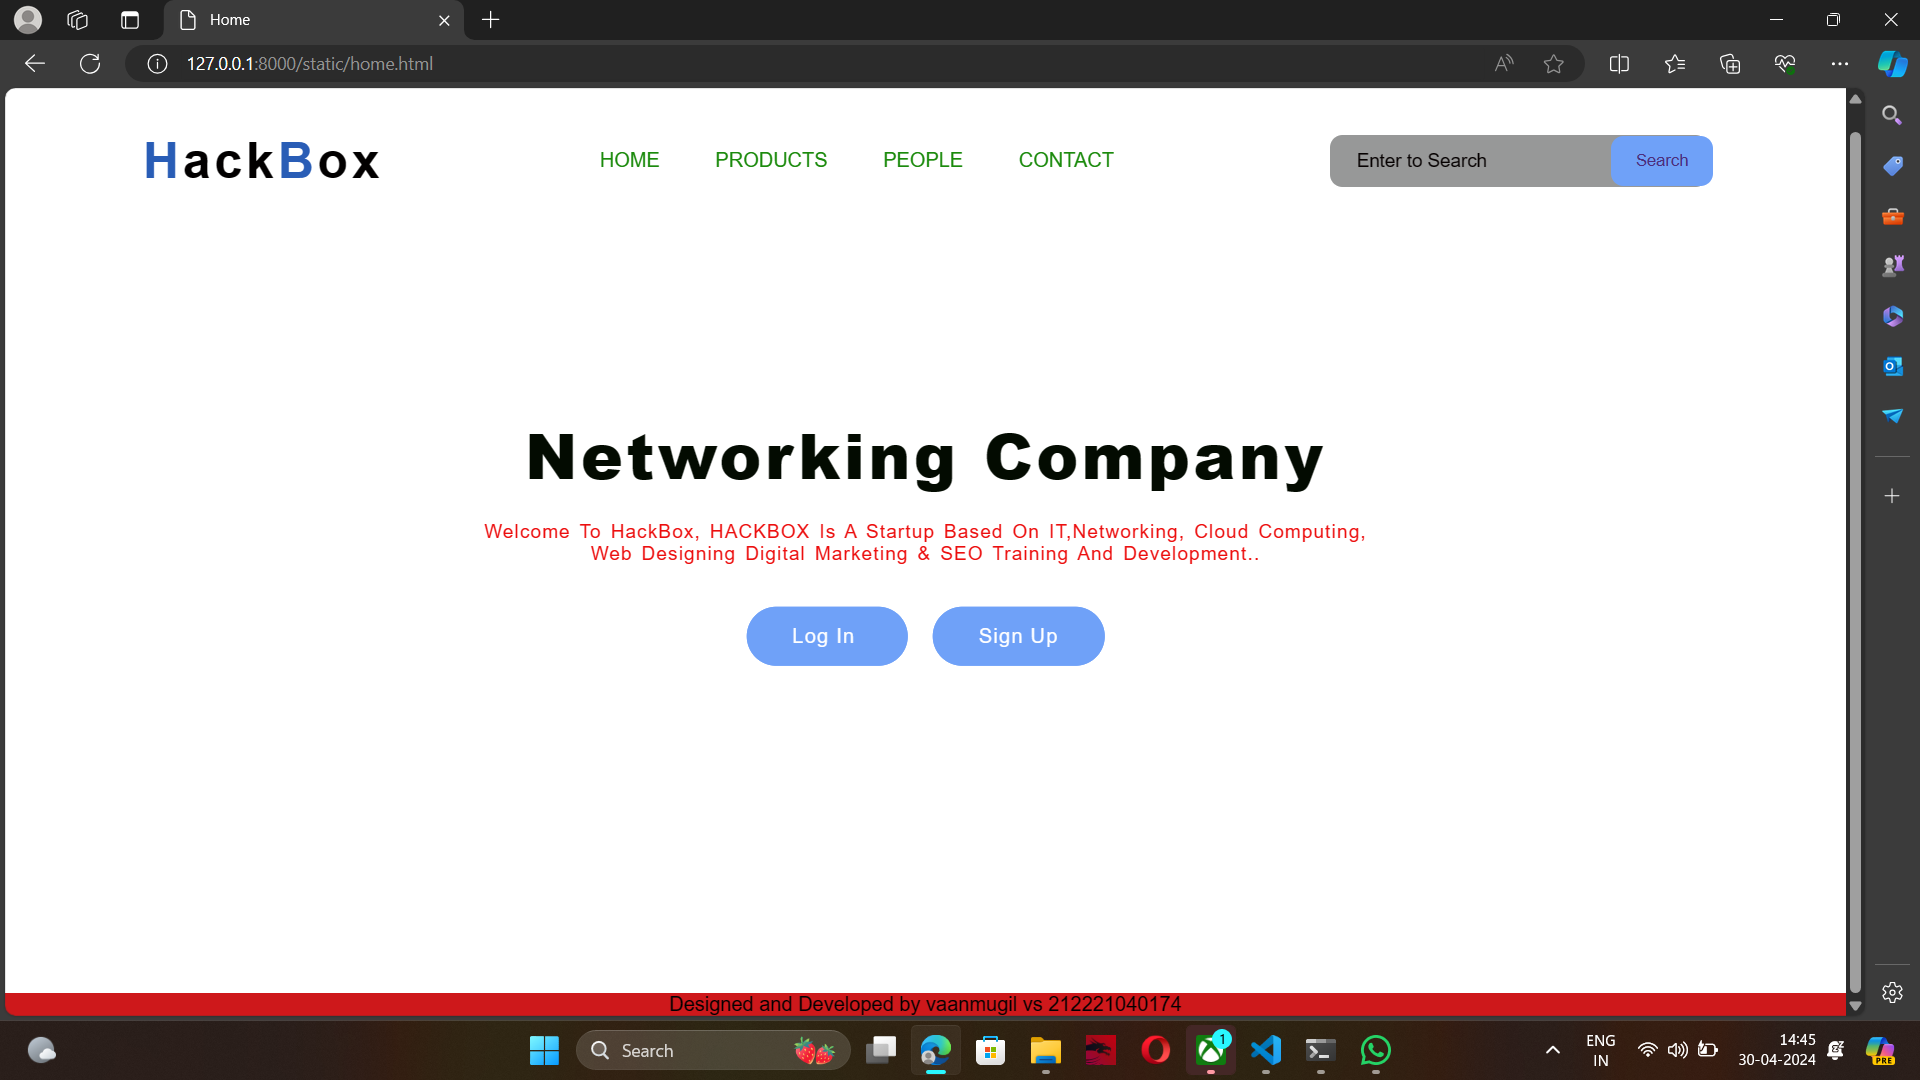 Home
127.0.0.1:8000/static/home.html
HackBox
HOME PRODUCTS PEOPLE CONTACT
Enter to Search Search
Networking Company
Welcome To HackBox, HACKBOX Is A Startup Based On IT,Networking, Cloud Computing,
Web Designing Digital Marketing & SEO Training And Development..
Log In Sign Up
Designed and Developed by vaanmugil vs 212221040174
Search
1
ENG
IN
14:45
30-04-2024
PRE